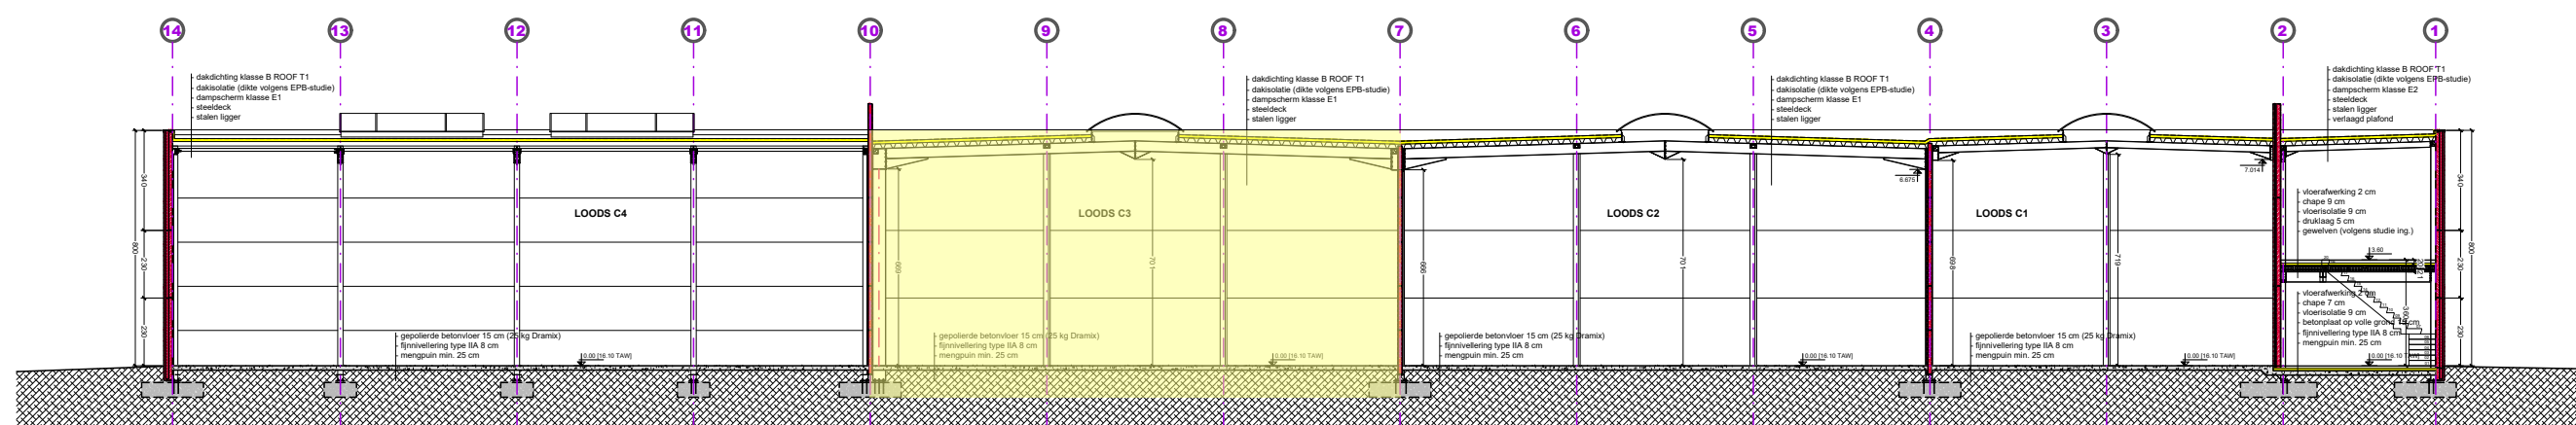 14 13 12 11 10 9 8 7 6 5 4 3 2 1
dakdichting klasse B ROOF T1
dakisolatie (dikte volgens EPB-studie)
dampscherm klasse E1
steeldeck
stalen ligger
dakdichting klasse B ROOF T1
dakisolatie (dikte volgens EPB-studie)
dampscherm klasse E1
steeldeck
stalen ligger
dakdichting klasse B ROOF T1
dakisolatie (dikte volgens EPB-studie)
dampscherm klasse E1
steeldeck
stalen ligger
dakdichting klasse B ROOF T1
dakisolatie (dikte volgens EPB-studie)
dampscherm klasse E2
steeldeck
stalen ligger
verlaagd plafond
340
800
230
230
LOODS C4
LOODS C3
LOODS C2
LOODS C1
669
701
666
701
6.675
698
719
7.014
vloerafwerking 2 cm
chape 9 cm
vloerisolatie 9 cm
druklaag 5 cm
gewelven (volgens studie ing.)
3.60
vloerafwerking 2 cm
chape 7 cm
vloerisolatie 9 cm
betonplaat op volle grond
fijnnivellering type IIA 8 cm
mengpuin min. 25 cm
340
800
230
230
gepolierde betonvloer 15 cm (25 kg Dramix)
fijnnivellering type IIA 8 cm
mengpuin min. 25 cm
0.00 [16.10 TAW]
gepolierde betonvloer 15 cm (25 kg Dramix)
fijnnivellering type IIA 8 cm
mengpuin min. 25 cm
0.00 [16.10 TAW]
gepolierde betonvloer 15 cm (25 kg Dramix)
fijnnivellering type IIA 8 cm
mengpuin min. 25 cm
0.00 [16.10 TAW]
gepolierde betonvloer 15 cm (25 kg Dramix)
fijnnivellering type IIA 8 cm
mengpuin min. 25 cm
0.00 [16.10 TAW]
0.00 [16.10 TAW]